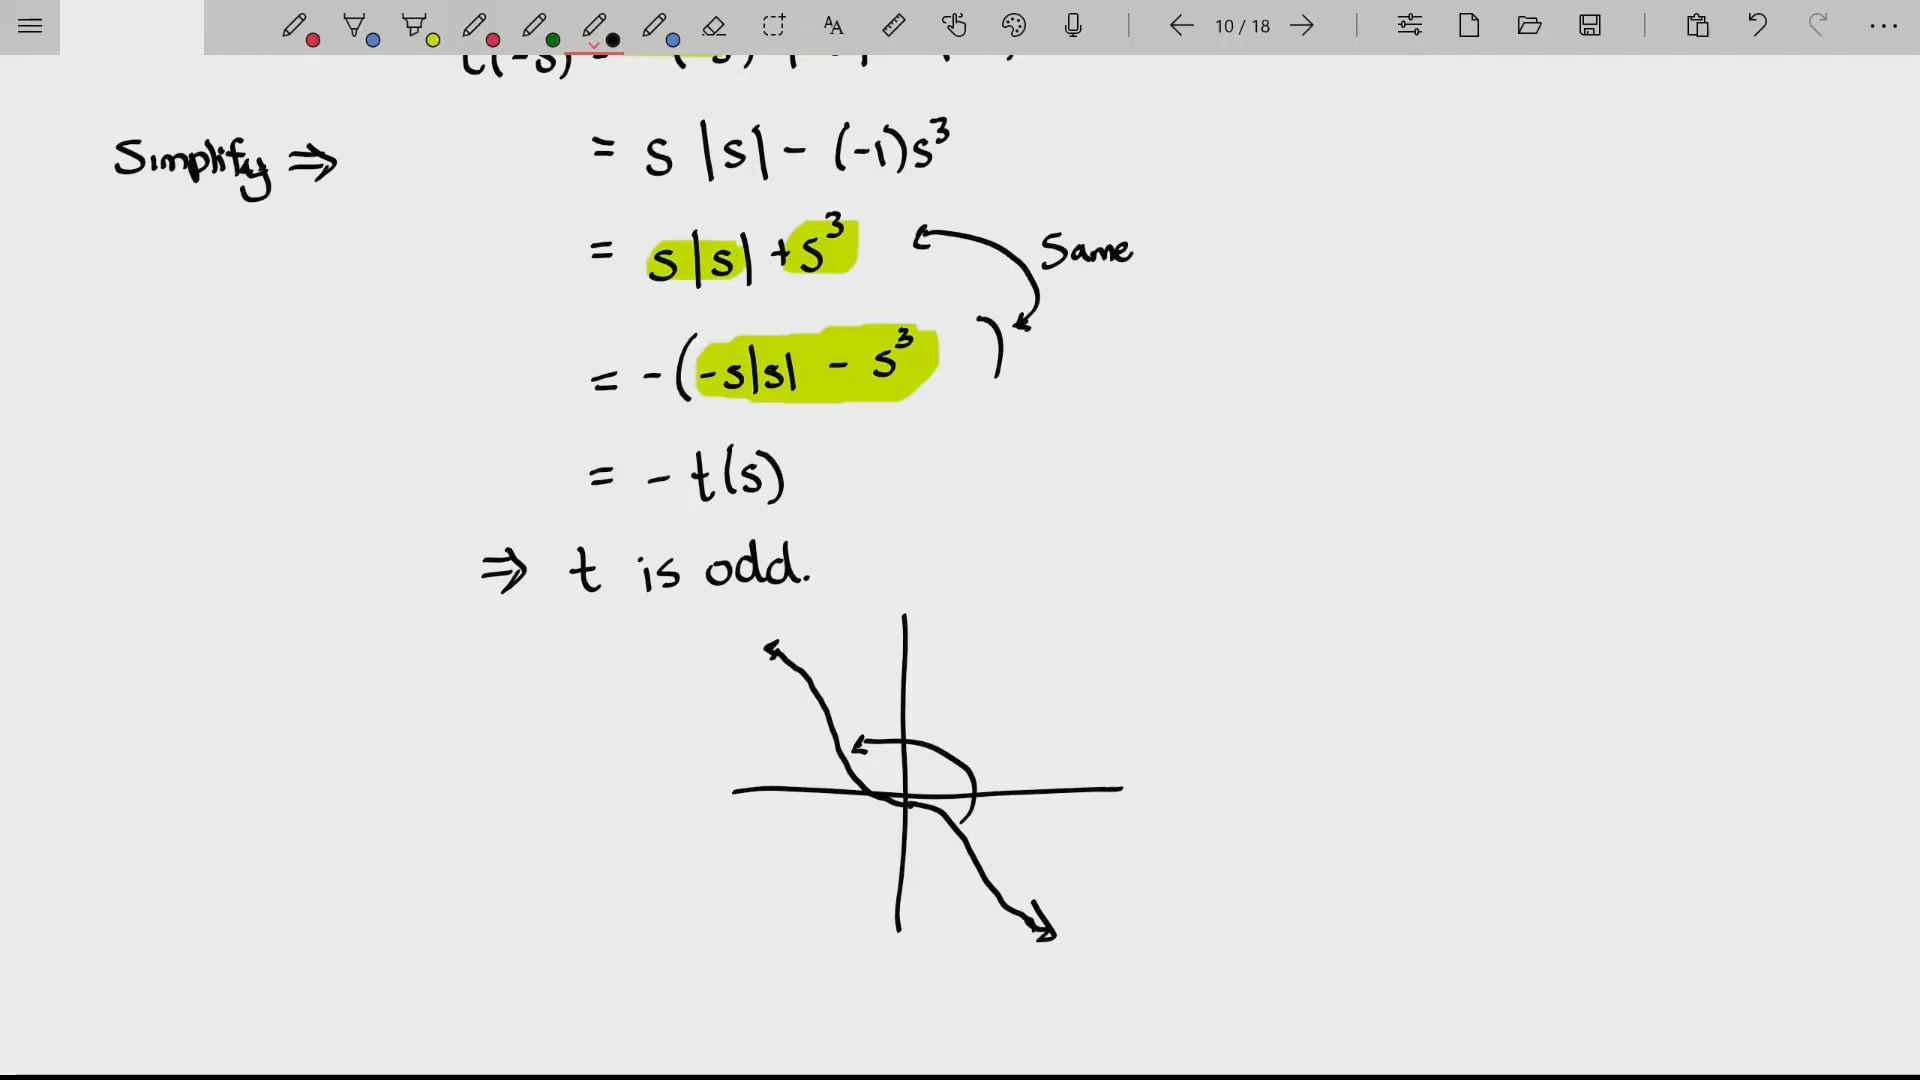 10 / 18
t(-s) =
Simplify ⇒ = s |s| - (-1)s³
= s|s| + s³ Same
= -(-s|s| - s³ )
= - t(s)
⇒ t is odd.